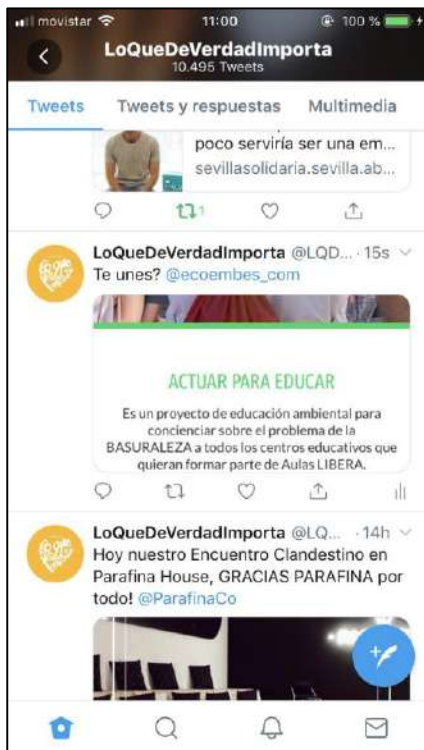 movistar 11:00 100 %
LoQueDeVerdadImporta
10.495 Tweets
Tweets Tweets y respuestas Multimedia
poco serviría ser una em...
sevillasolidaria.sevilla.ab...
1
LoQueDeVerdadImporta @LQD... · 15s
Te unes? @ecoembes_com
ACTUAR PARA EDUCAR
Es un proyecto de educación ambiental para
concienciar sobre el problema de la
BASURALEZA a todos los centros educativos que
quieran formar parte de Aulas LIBERA.
LoQueDeVerdadImporta @LQ... · 14h
Hoy nuestro Encuentro Clandestino en
Parafina House, GRACIAS PARAFINA por
todo! @ParafinaCo